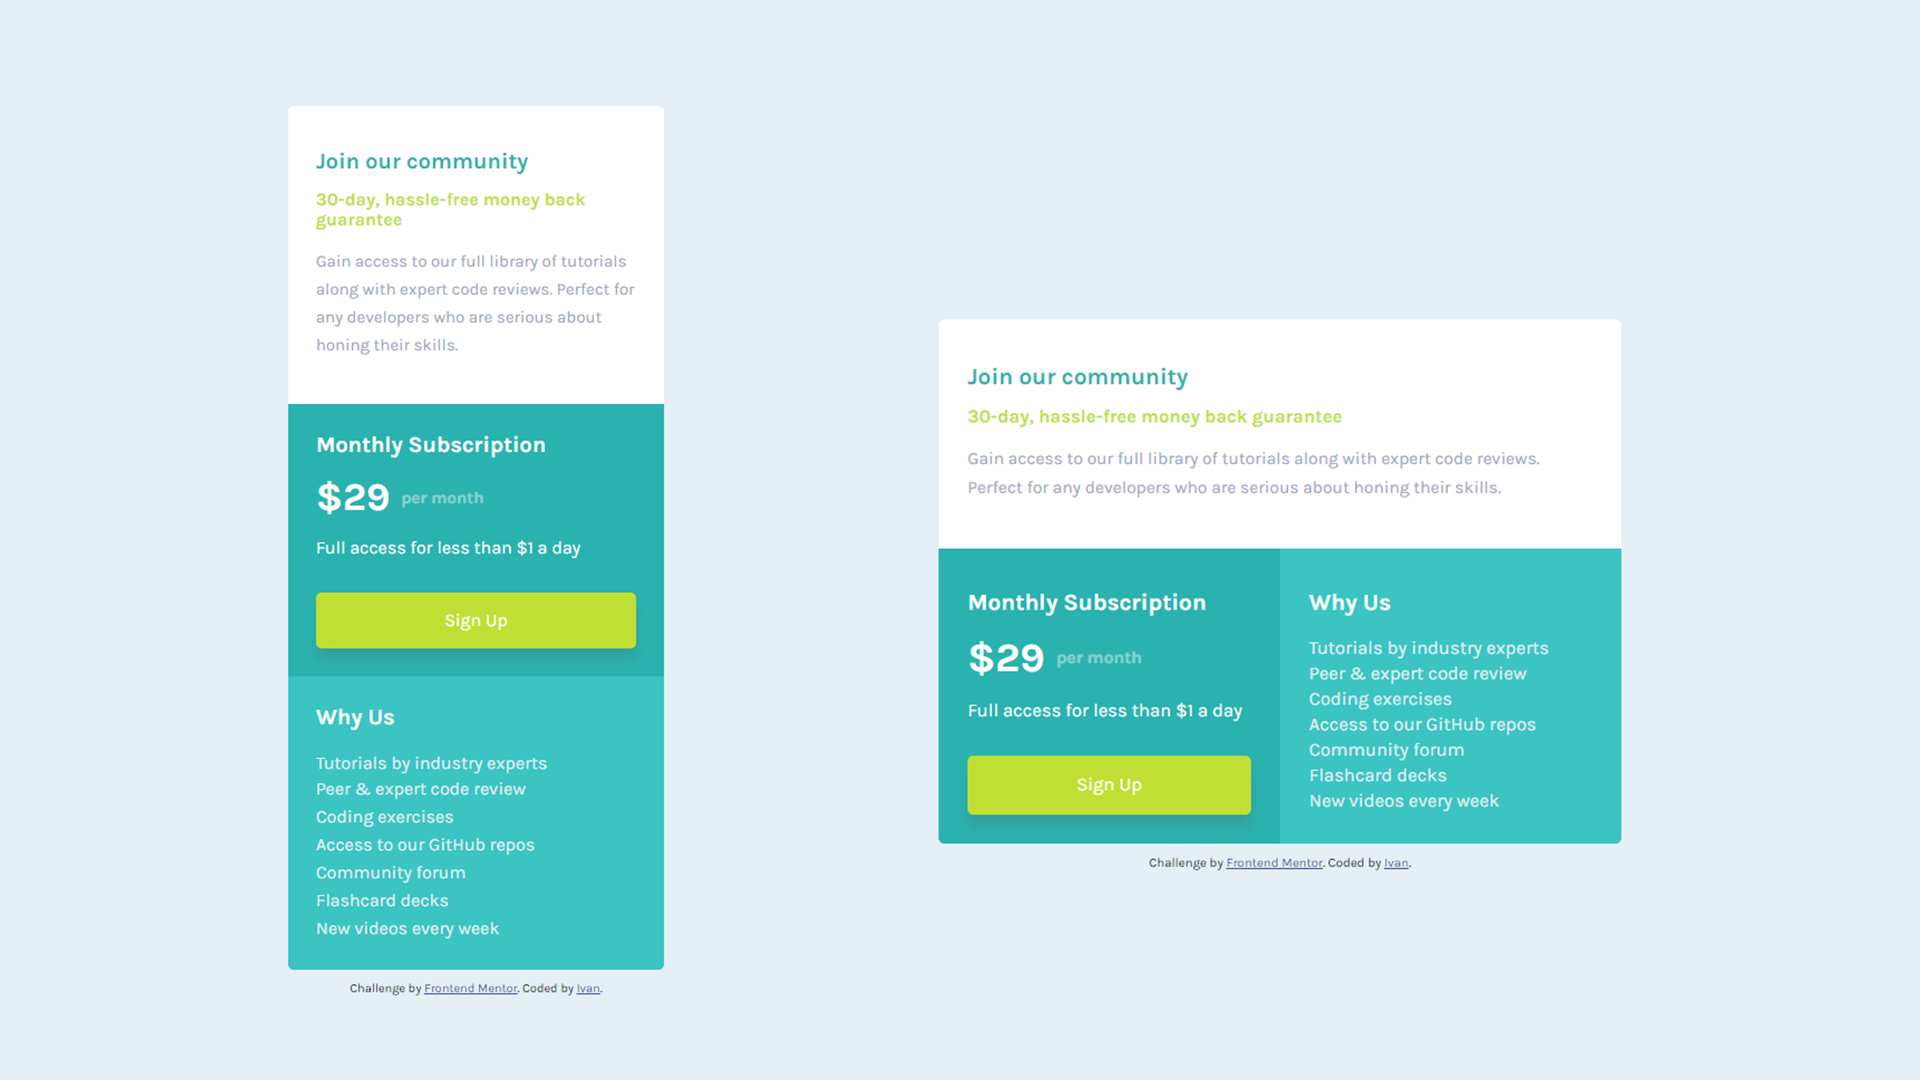 Join our community
30-day, hassle-free money back
guarantee
Gain access to our full library of tutorials
along with expert code reviews. Perfect for
any developers who are serious about
honing their skills.
Monthly Subscription
$29 per month
Full access for less than $1 a day
Sign Up
Why Us
Tutorials by industry experts
Peer & expert code review
Coding exercises
Access to our GitHub repos
Community forum
Flashcard decks
New videos every week
Challenge by Frontend Mentor. Coded by Ivan.
Join our community
30-day, hassle-free money back guarantee
Gain access to our full library of tutorials along with expert code reviews.
Perfect for any developers who are serious about honing their skills.
Monthly Subscription
$29 per month
Full access for less than $1 a day
Sign Up
Why Us
Tutorials by industry experts
Peer & expert code review
Coding exercises
Access to our GitHub repos
Community forum
Flashcard decks
New videos every week
Challenge by Frontend Mentor. Coded by Ivan.